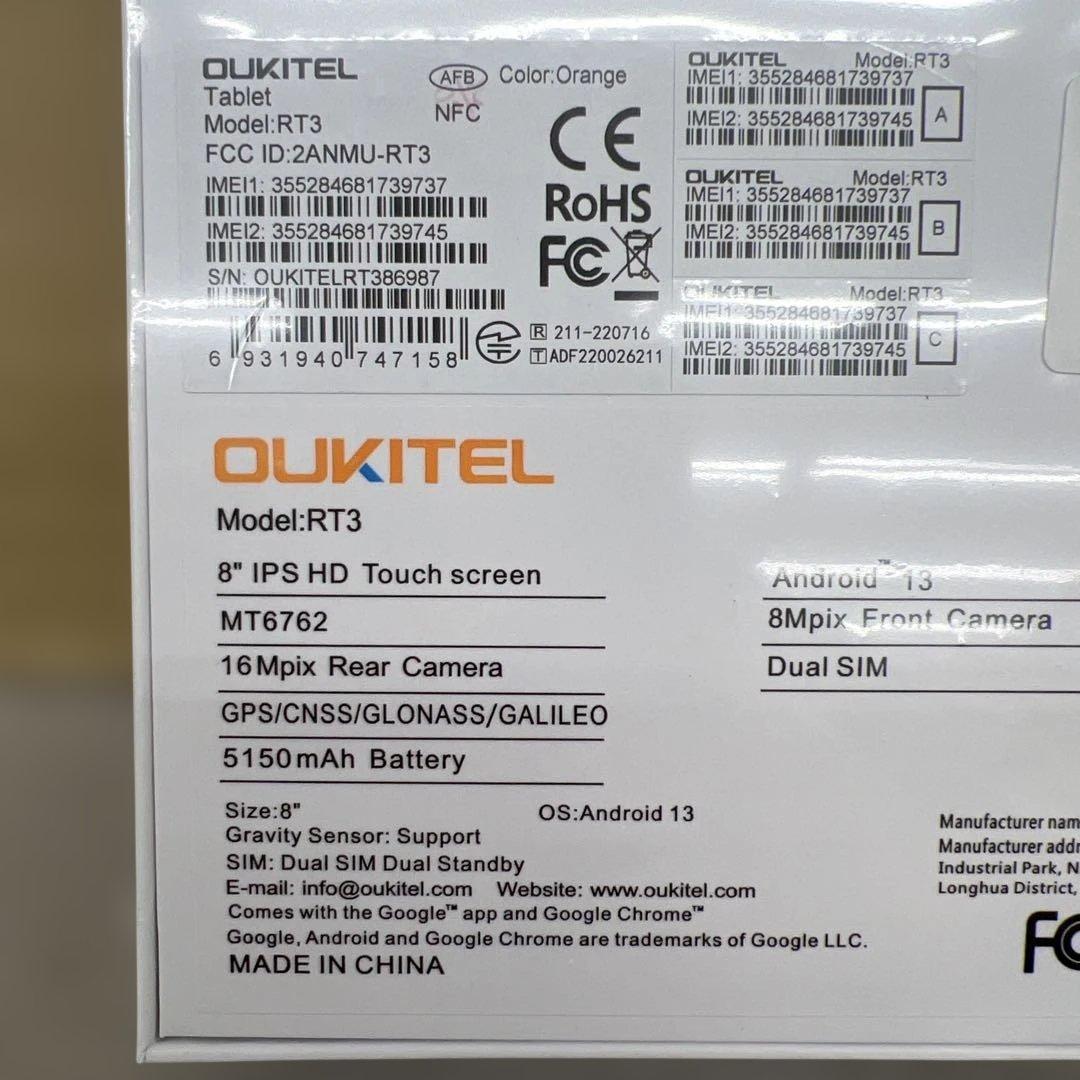 OUKITEL
Tablet
Model:RT3
FCC ID:2ANMU-RT3
AFB
NFC
Color:Orange
IMEI1: 355284681739737
IMEI2: 355284681739745
S/N: OUKITELRT386987
6 931940 747158
CE
RoHS
FC
R 211-220716
T ADF220026211
OUKITEL Model:RT3
IMEI1: 355284681739737
IMEI2: 355284681739745
A
OUKITEL Model:RT3
IMEI1: 355284681739737
IMEI2: 355284681739745
B
OUKITEL Model:RT3
IMEI1: 355284681739737
IMEI2: 355284681739745
C
OUKITEL
Model:RT3
8" IPS HD Touch screen
MT6762
16Mpix Rear Camera
GPS/CNSS/GLONASS/GALILEO
5150mAh Battery
Android™ 13
8Mpix Front Camera
Dual SIM
Size:8" OS:Android 13
Gravity Sensor: Support
SIM: Dual SIM Dual Standby
E-mail: info@oukitel.com Website: www.oukitel.com
Comes with the Google™ app and Google Chrome™
Google, Android and Google Chrome are trademarks of Google LLC.
MADE IN CHINA
Manufacturer
Manufacturer
Industrial Park,
Longhua District,
FC